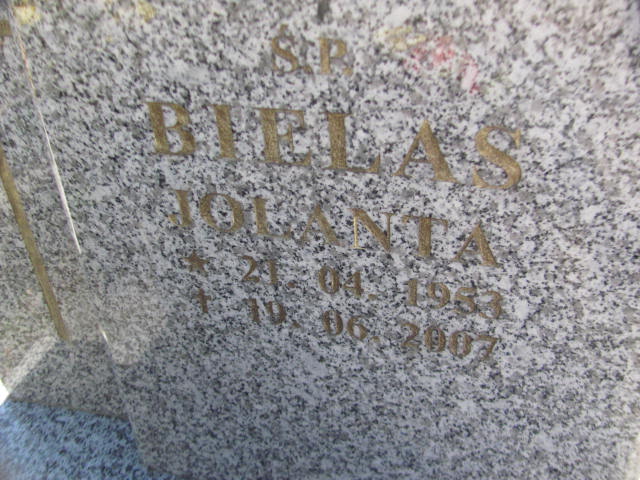 Ś.P.
BIELAS
JOLANTA
* 21. 04. 1953
† 19. 06. 2007